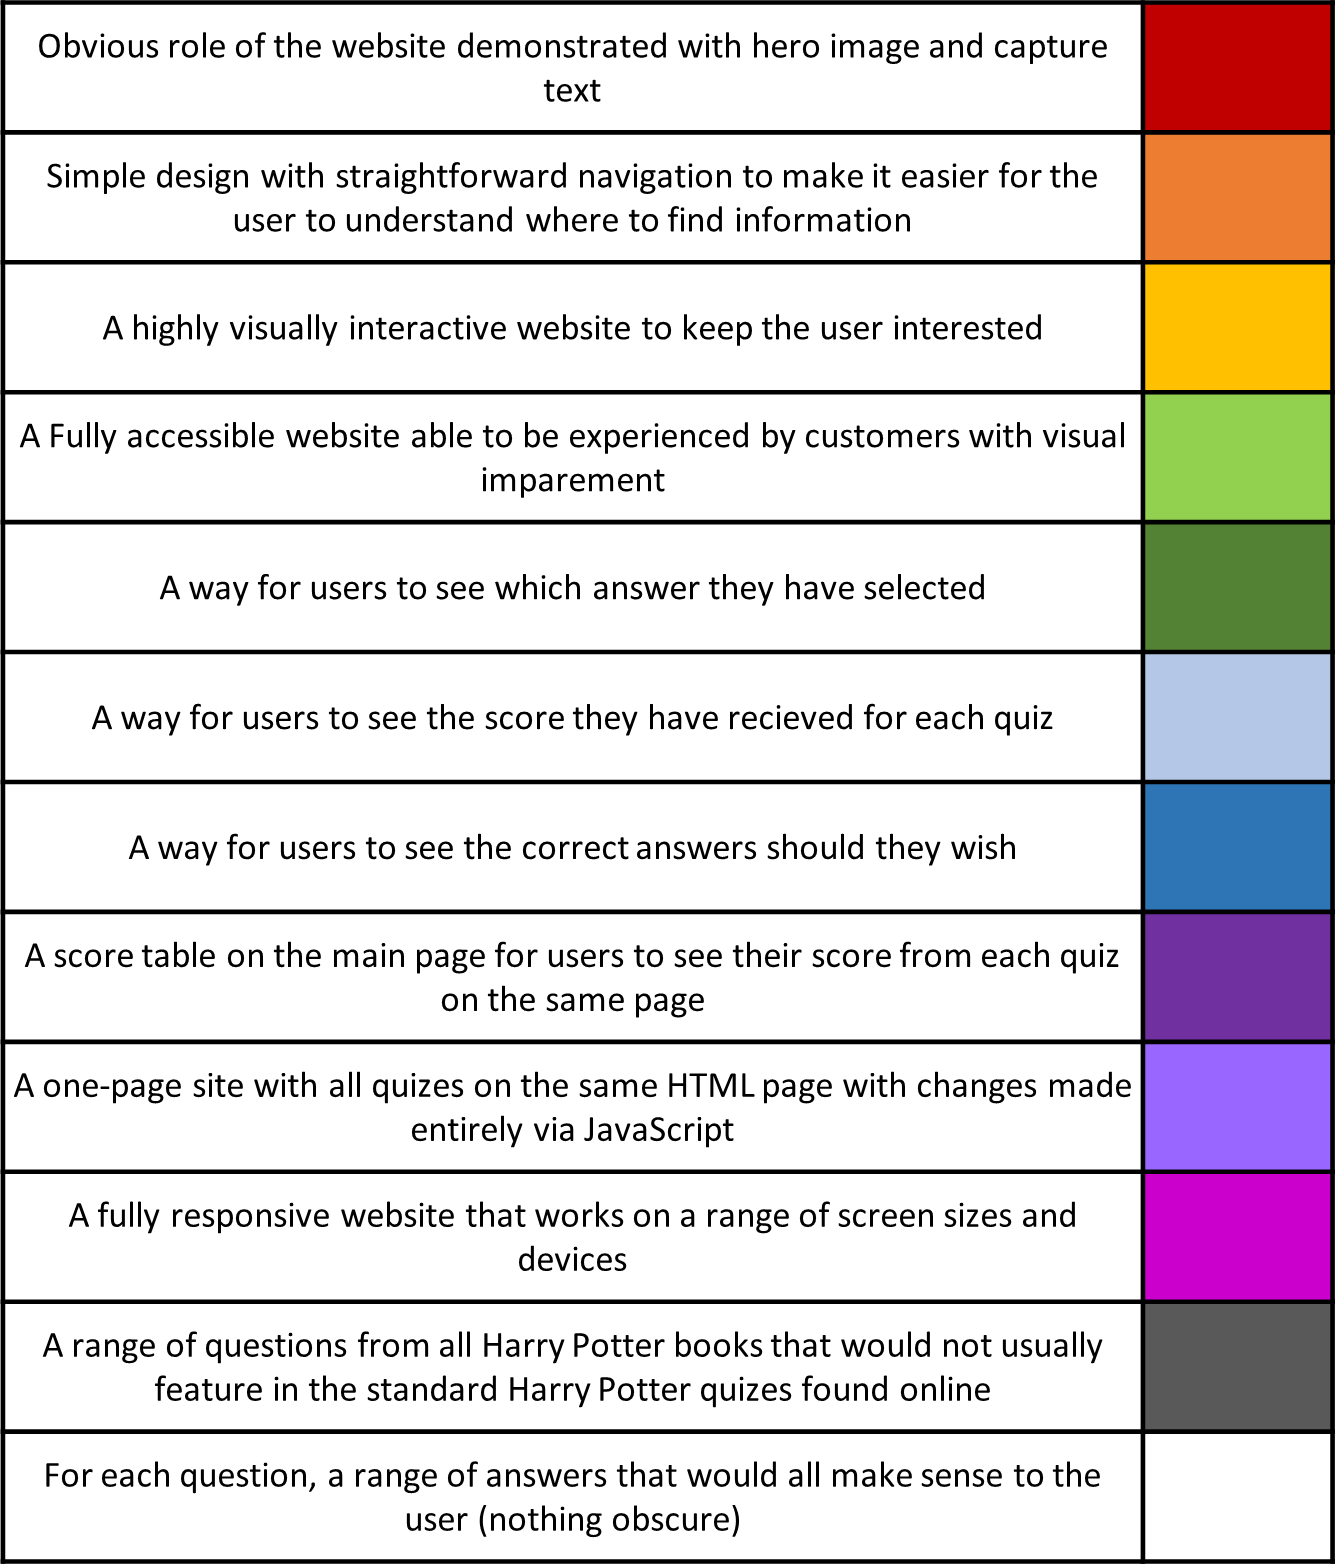 Obvious role of the website demonstrated with hero image and capture
text
Simple design with straightforward navigation to make it easier for the
user to understand where to find information
A highly visually interactive website to keep the user interested
A Fully accessible website able to be experienced by customers with visual
imparement
A way for users to see which answer they have selected
A way for users to see the score they have recieved for each quiz
A way for users to see the correct answers should they wish
A score table on the main page for users to see their score from each quiz
on the same page
A one-page site with all quizes on the same HTML page with changes made
entirely via JavaScript
A fully responsive website that works on a range of screen sizes and
devices
A range of questions from all Harry Potter books that would not usually
feature in the standard Harry Potter quizes found online
For each question, a range of answers that would all make sense to the
user (nothing obscure)